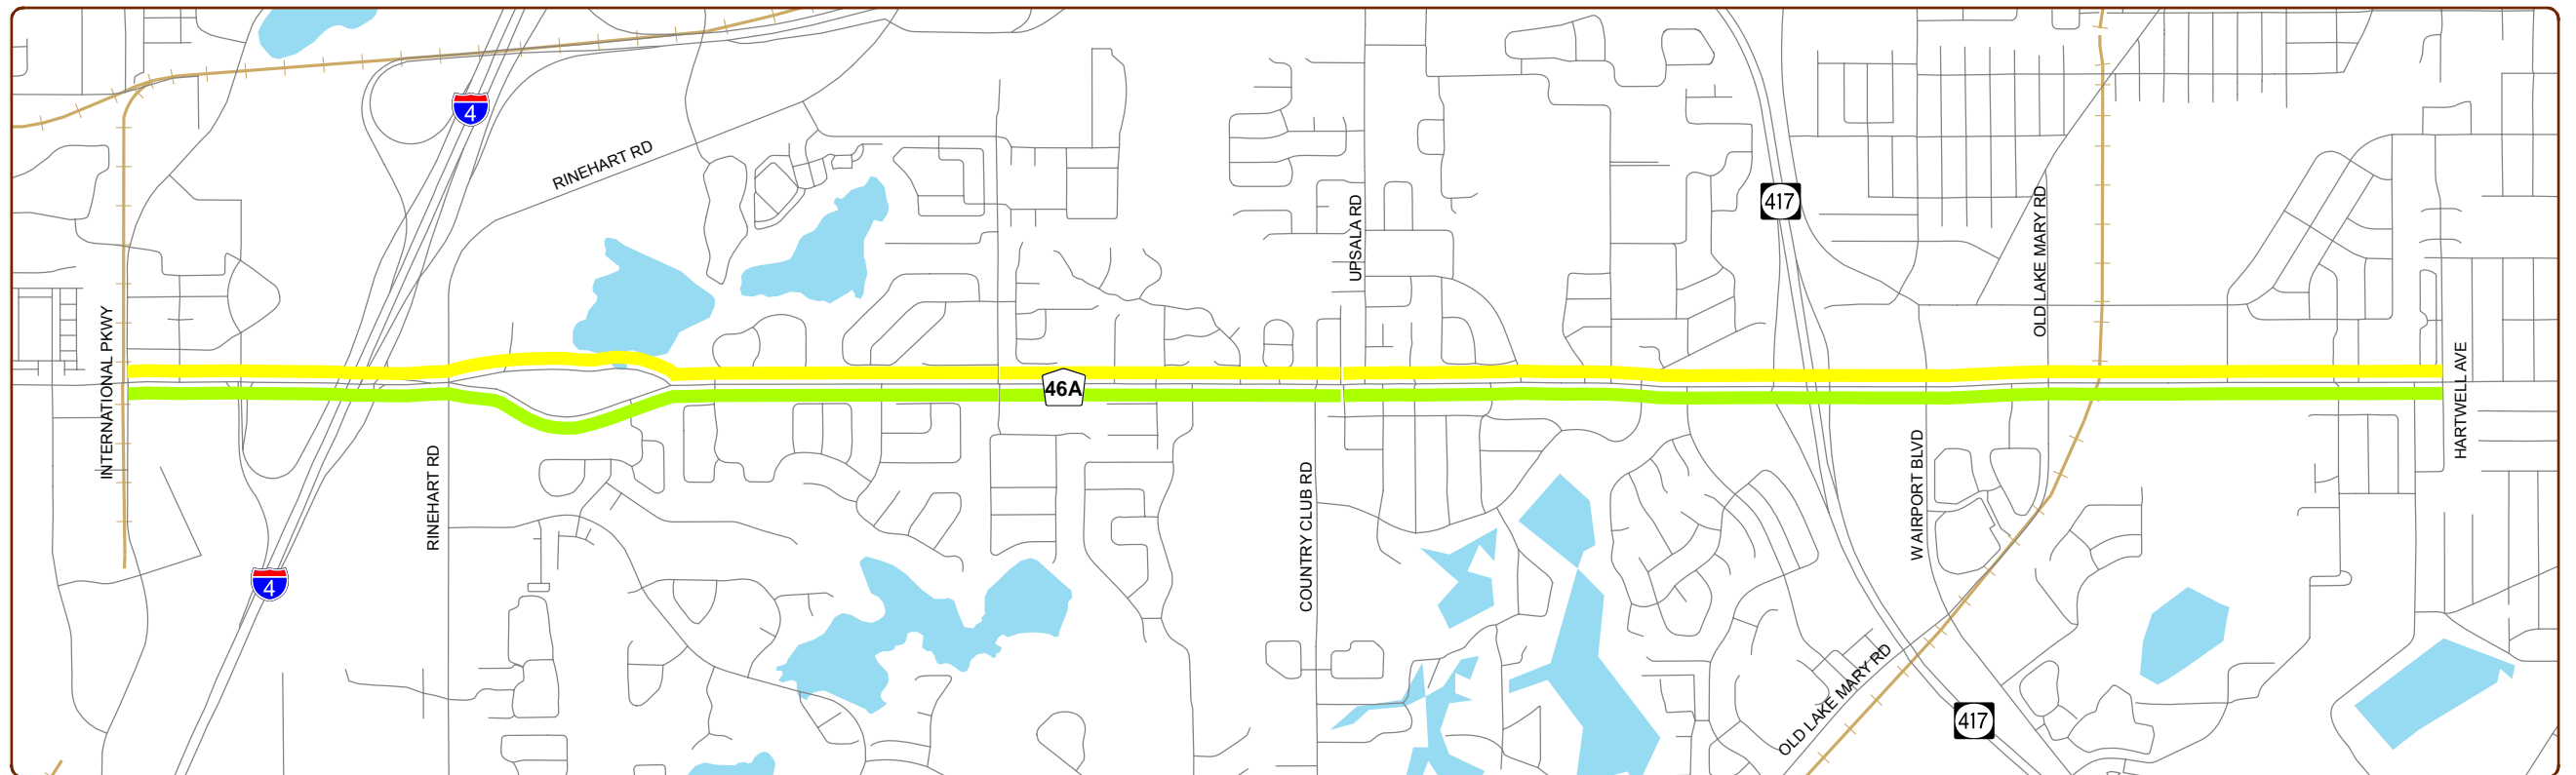 4
RINEHART RD
417
UPSALA RD
OLD LAKE MARY RD
INTERNATIONAL PKWY
46A
HARTWELL AVE
RINEHART RD
COUNTRY CLUB RD
W AIRPORT BLVD
4
OLD LAKE MARY RD
417